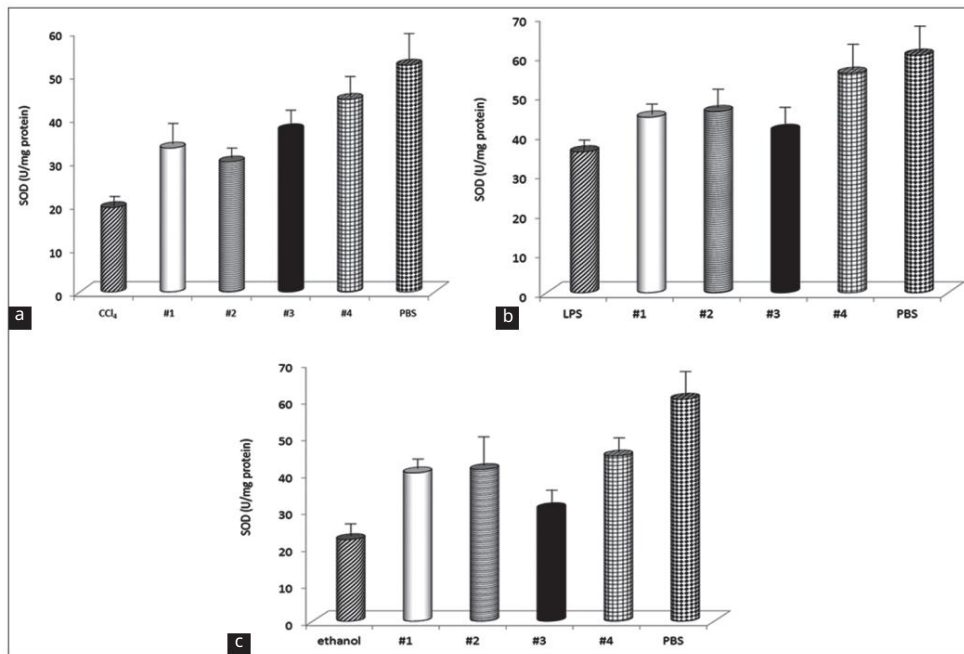 60
50
40
30
20
10
0
SOD (U/mg protein)
CCl₄ #1 #2 #3 #4 PBS
a
70
60
50
40
30
20
10
0
SOD (U/mg protein)
LPS #1 #2 #3 #4 PBS
b
70
60
50
40
30
20
10
0
SOD (U/mg protein)
ethanol #1 #2 #3 #4 PBS
c